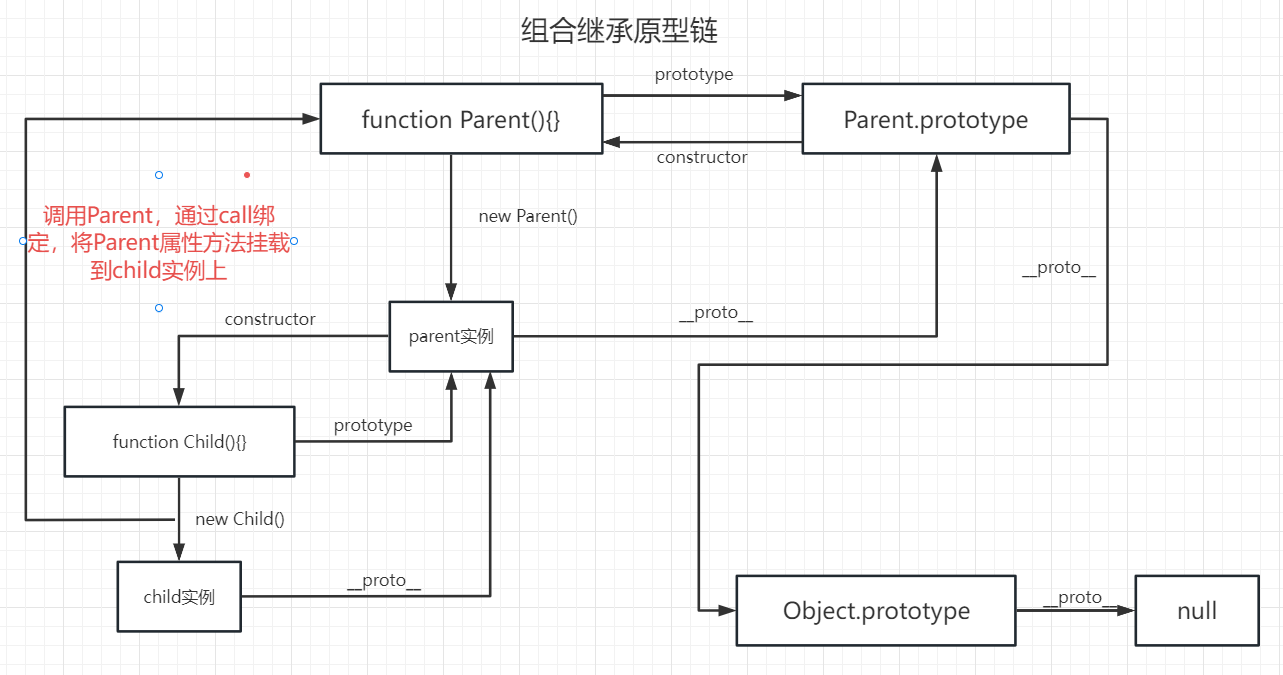 组合继承原型链
prototype
function Parent(){}
Parent.prototype
constructor
调用Parent，通过call绑
定，将Parent属性方法挂载
到child实例上
new Parent()
__proto__
constructor
__proto__
parent实例
prototype
function Child(){}
new Child()
__proto__
child实例
Object.prototype
__proto__
null